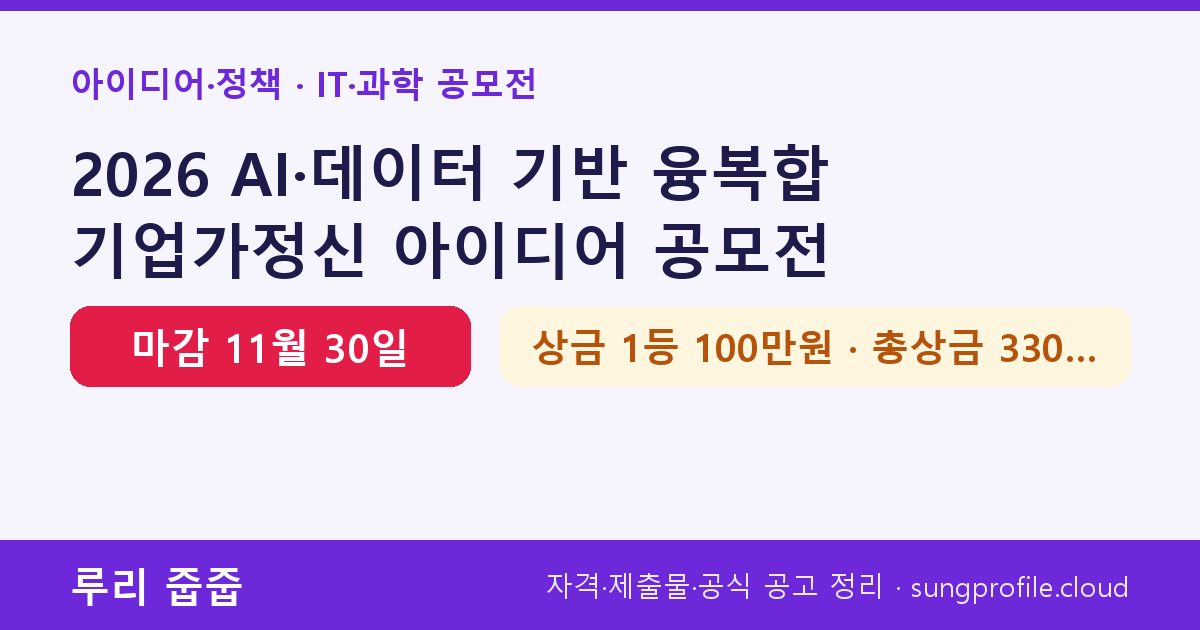 아이디어·정책 · IT·과학 공모전
2026 AI·데이터 기반 융복합
기업가정신 아이디어 공모전
마감 11월 30일
상금 1등 100만원 · 총상금 330...
루리 줍줍
자격·제출물·공식 공고 정리 · sungprofile.cloud